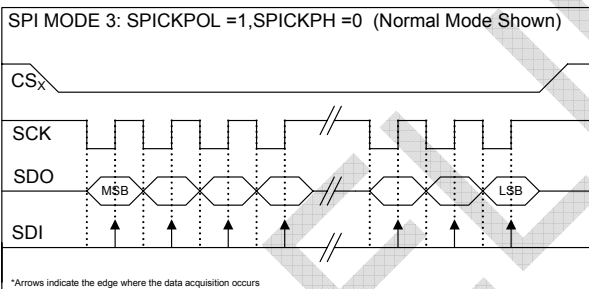 SPI MODE 3: SPICKPOL =1,SPICKPH =0 (Normal Mode Shown)
CSX
SCK
SDO
MSB
LSB
SDI
*Arrows indicate the edge where the data acquisition occurs